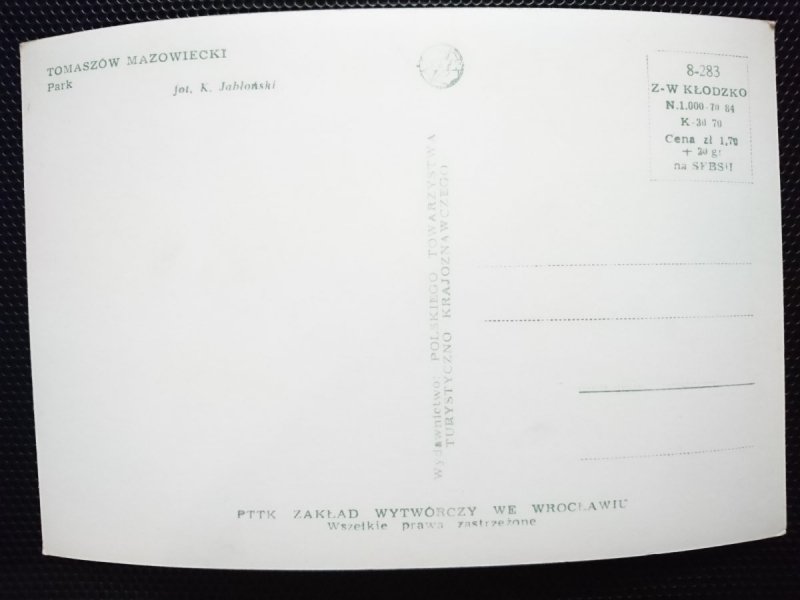 TOMASZÓW MAZOWIECKI
Park
fot. K. Jabłoński
8-283
Z-W KŁODZKO
N.1.000-70 84
K-30 70
Cena zł 1,70
+ 20 gr
na SFBSiI
Wydawnictwo: POLSKIEGO TOWARZYSTWA
TURYSTYCZNO KRAJOZNAWCZEGO
PTTK ZAKŁAD WYTWÓRCZY WE WROCŁAWIU
Wszelkie prawa zastrzeżone